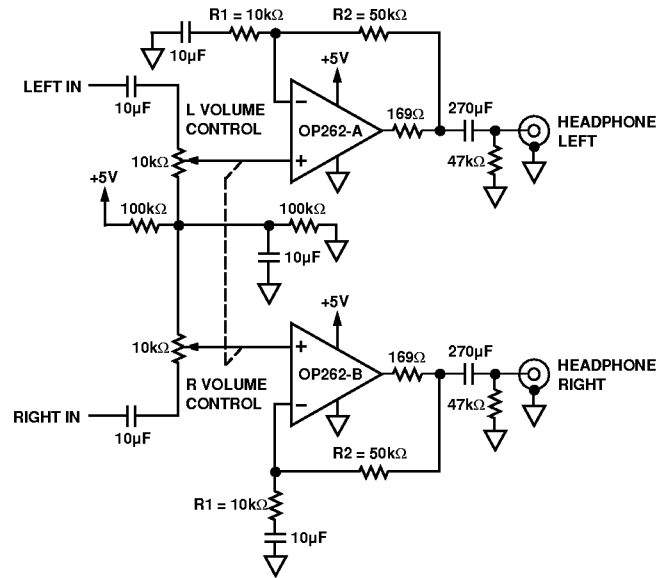 R1 = 10kΩ
R2 = 50kΩ
10µF
+5V
LEFT IN
10µF
L VOLUME
CONTROL
−
OP262-A
+
169Ω
270µF
HEADPHONE
LEFT
47kΩ
10kΩ
+5V
100kΩ
100kΩ
10µF
+5V
10kΩ
+
OP262-B
−
169Ω
270µF
HEADPHONE
RIGHT
47kΩ
R VOLUME
CONTROL
RIGHT IN
10µF
R2 = 50kΩ
R1 = 10kΩ
10µF